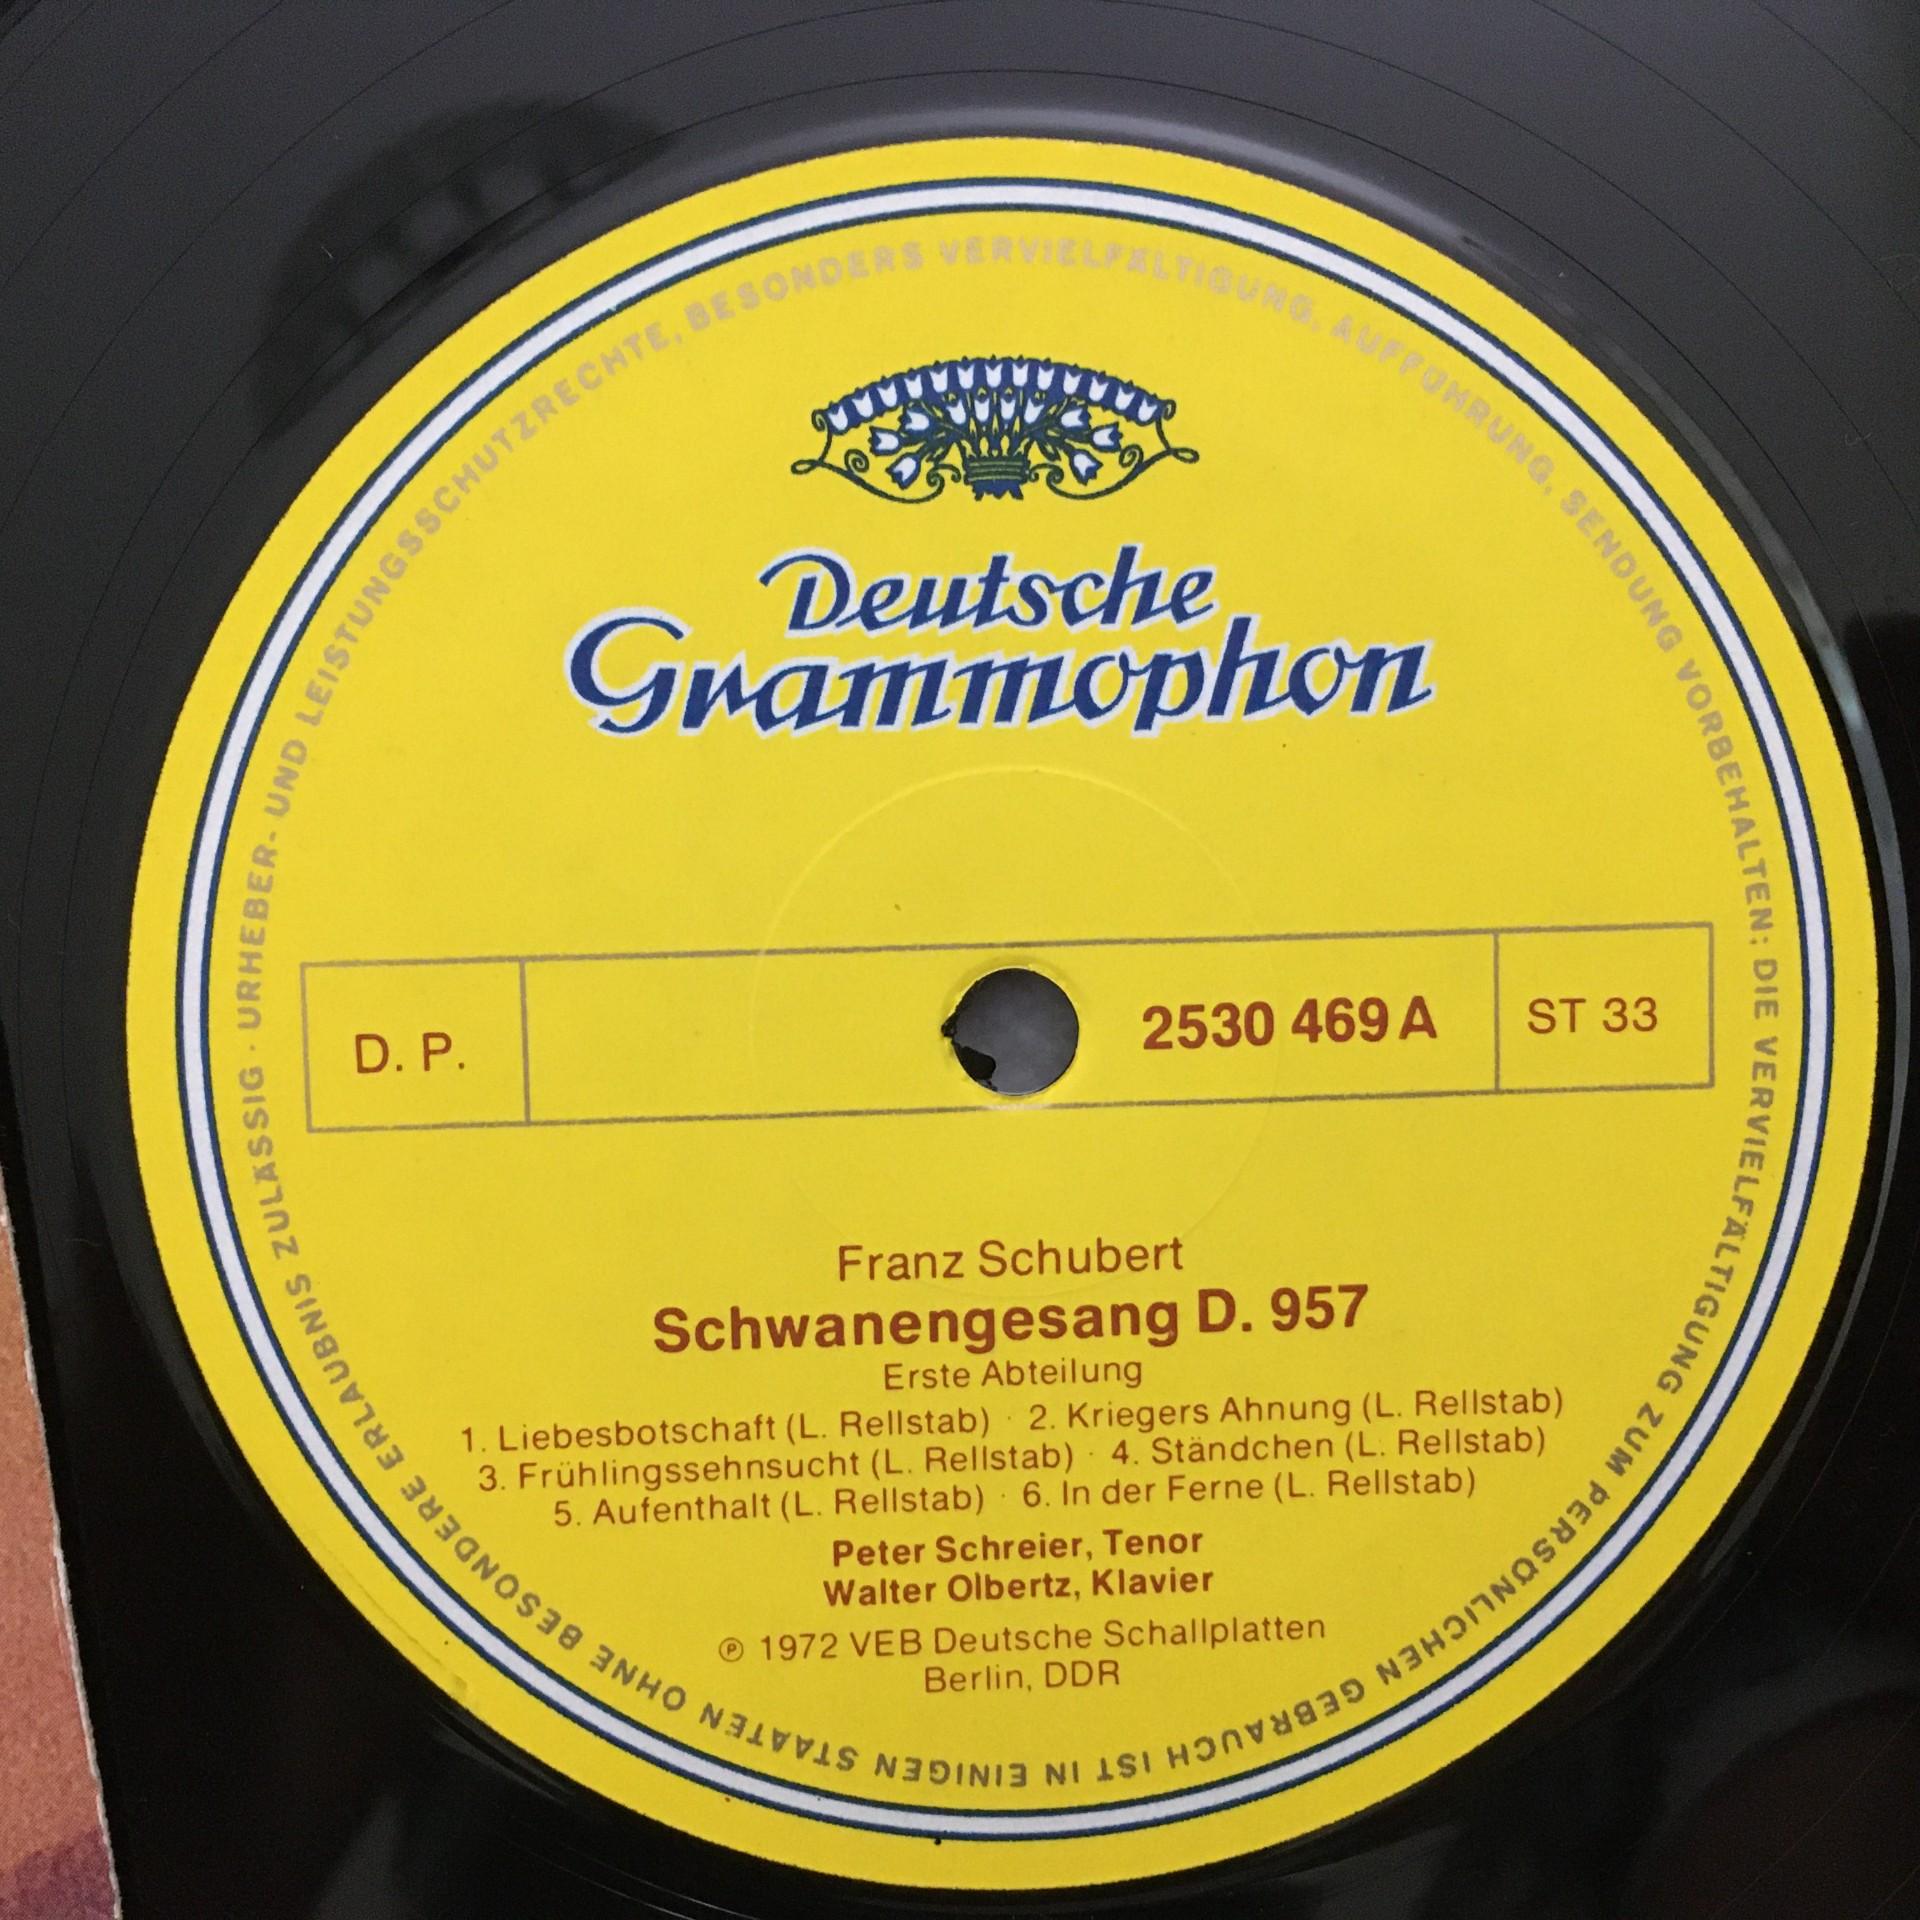 Deutsche
Grammophon
D. P.
2530 469 A
ST 33
Franz Schubert
Schwanengesang D. 957
Erste Abteilung
1. Liebesbotschaft (L. Rellstab) · 2. Kriegers Ahnung (L. Rellstab)
3. Frühlingssehnsucht (L. Rellstab) · 4. Ständchen (L. Rellstab)
5. Aufenthalt (L. Rellstab) · 6. In der Ferne (L. Rellstab)
Peter Schreier, Tenor
Walter Olbertz, Klavier
℗ 1972 VEB Deutsche Schallplatten
Berlin, DDR
· URHEBER- UND LEISTUNGSSCHUTZRECHTE, BESONDERS VERVIELFÄLTIGUNG, AUFFÜHRUNG, SENDUNG VORBEHALTEN: DIE VERVIELFÄLTIGUNG ZUM PERSÖNLICHEN GEBRAUCH IST IN EINIGEN STAATEN OHNE BESONDERE ERLAUBNIS ZULÄSSIG